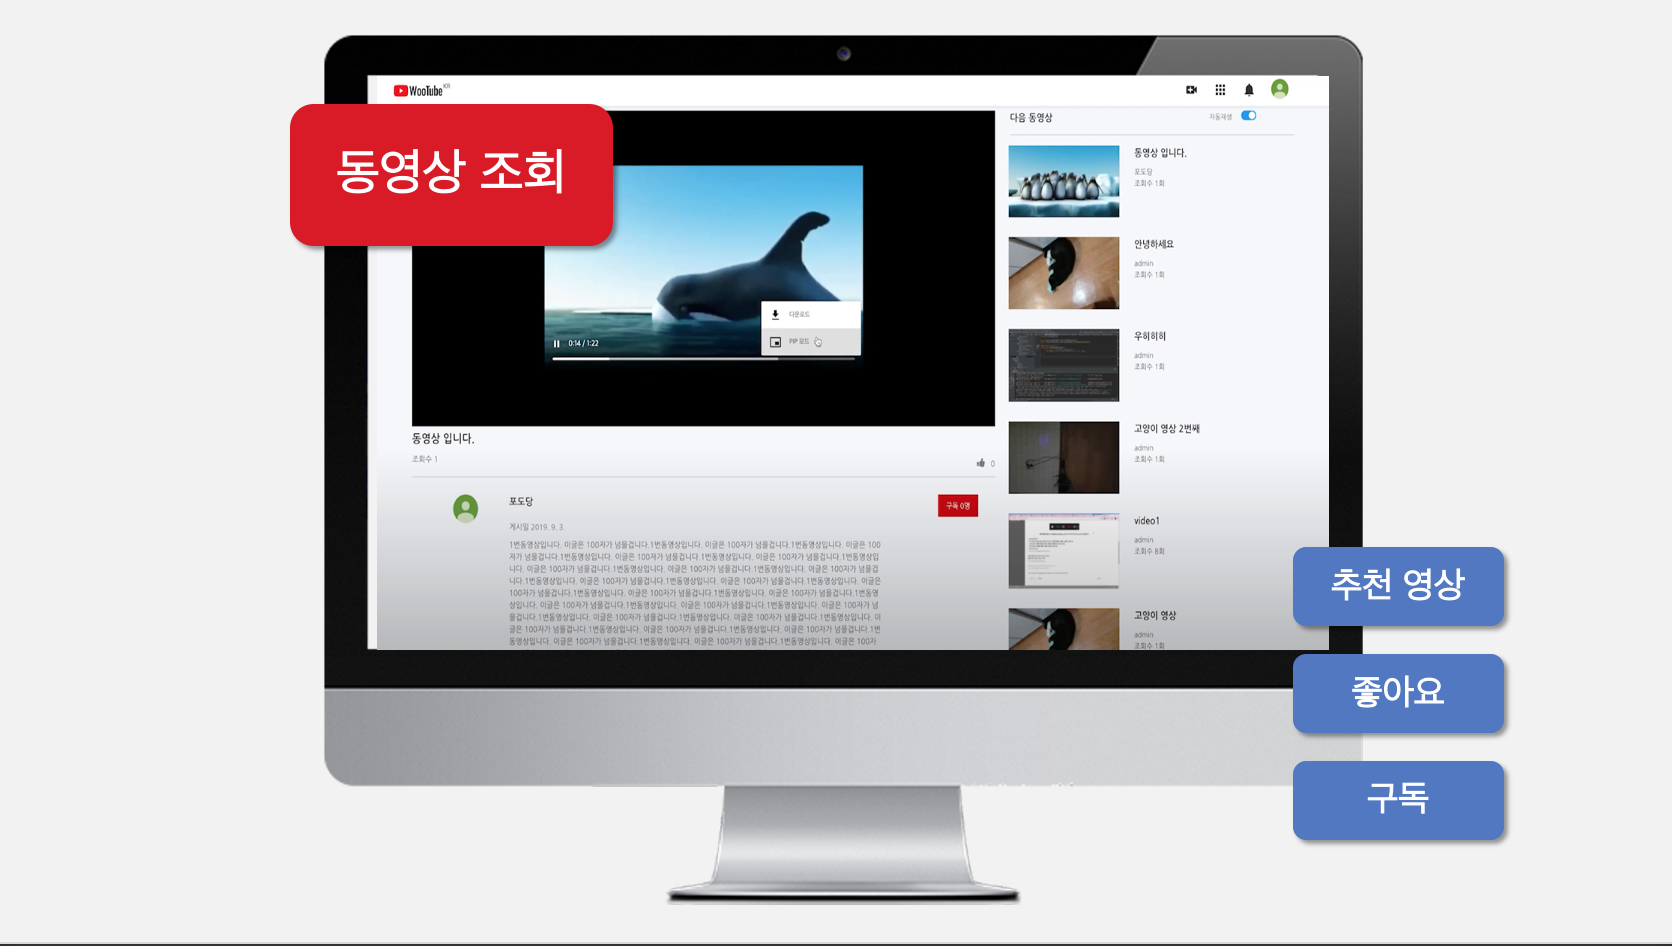 WooTube KR
동영상 조회
다음 동영상
자동재생
동영상 입니다.
포도당
조회수 1회
안녕하세요
admin
조회수 1회
우히히히
admin
조회수 1회
고양이 영상 2번째
admin
조회수 1회
video1
admin
조회수 8회
고양이 영상
admin
조회수 1회
다운로드
PIP 모드
0:14 / 1:22
동영상 입니다.
조회수 1
0
포도당
구독 0명
게시일 2019. 9. 3.
1번동영상입니다. 이글은 100자가 넘을겁니다.1번동영상입니다. 이글은 100자가 넘을겁니다.1번동영상입니다. 이글은 100
자가 넘을겁니다.1번동영상입니다. 이글은 100자가 넘을겁니다.1번동영상입니다. 이글은 100자가 넘을겁니다.1번동영상입
니다. 이글은 100자가 넘을겁니다.1번동영상입니다. 이글은 100자가 넘을겁니다.1번동영상입니다. 이글은 100자가 넘을겁
니다.1번동영상입니다. 이글은 100자가 넘을겁니다.1번동영상입니다. 이글은 100자가 넘을겁니다.1번동영상입니다. 이글은
100자가 넘을겁니다.1번동영상입니다. 이글은 100자가 넘을겁니다.1번동영상입니다. 이글은 100자가 넘을겁니다.1번동영
상입니다. 이글은 100자가 넘을겁니다.1번동영상입니다. 이글은 100자가 넘을겁니다.1번동영상입니다. 이글은 100자가 넘
을겁니다.1번동영상입니다. 이글은 100자가 넘을겁니다.1번동영상입니다. 이글은 100자가 넘을겁니다.1번동영상입니다. 이
글은 100자가 넘을겁니다.1번동영상입니다. 이글은 100자가 넘을겁니다.1번동영상입니다. 이글은 100자가 넘을겁니다.1번
동영상입니다. 이글은 100자가 넘을겁니다.1번동영상입니다. 이글은 100자가 넘을겁니다.1번동영상입니다. 이글은 100자
추천 영상
좋아요
구독